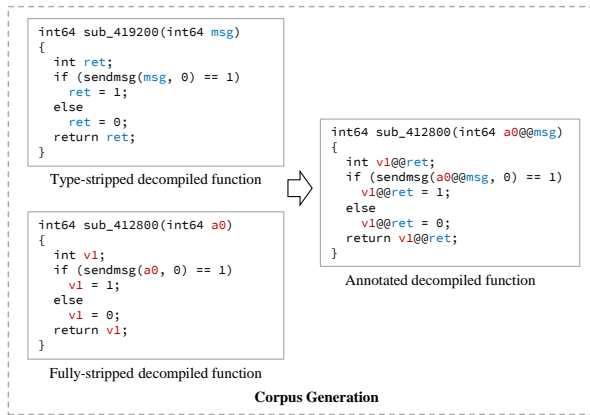 int64 sub_419200(int64 msg)
{
  int ret;
  if (sendmsg(msg, 0) == 1)
    ret = 1;
  else
    ret = 0;
  return ret;
}
Type-stripped decompiled function
int64 sub_412800(int64 a0)
{
  int v1;
  if (sendmsg(a0, 0) == 1)
    v1 = 1;
  else
    v1 = 0;
  return v1;
}
Fully-stripped decompiled function
int64 sub_412800(int64 a0@@msg)
{
  int v1@@ret;
  if (sendmsg(a0@@msg, 0) == 1)
    v1@@ret = 1;
  else
    v1@@ret = 0;
  return v1@@ret;
}
Annotated decompiled function
Corpus Generation